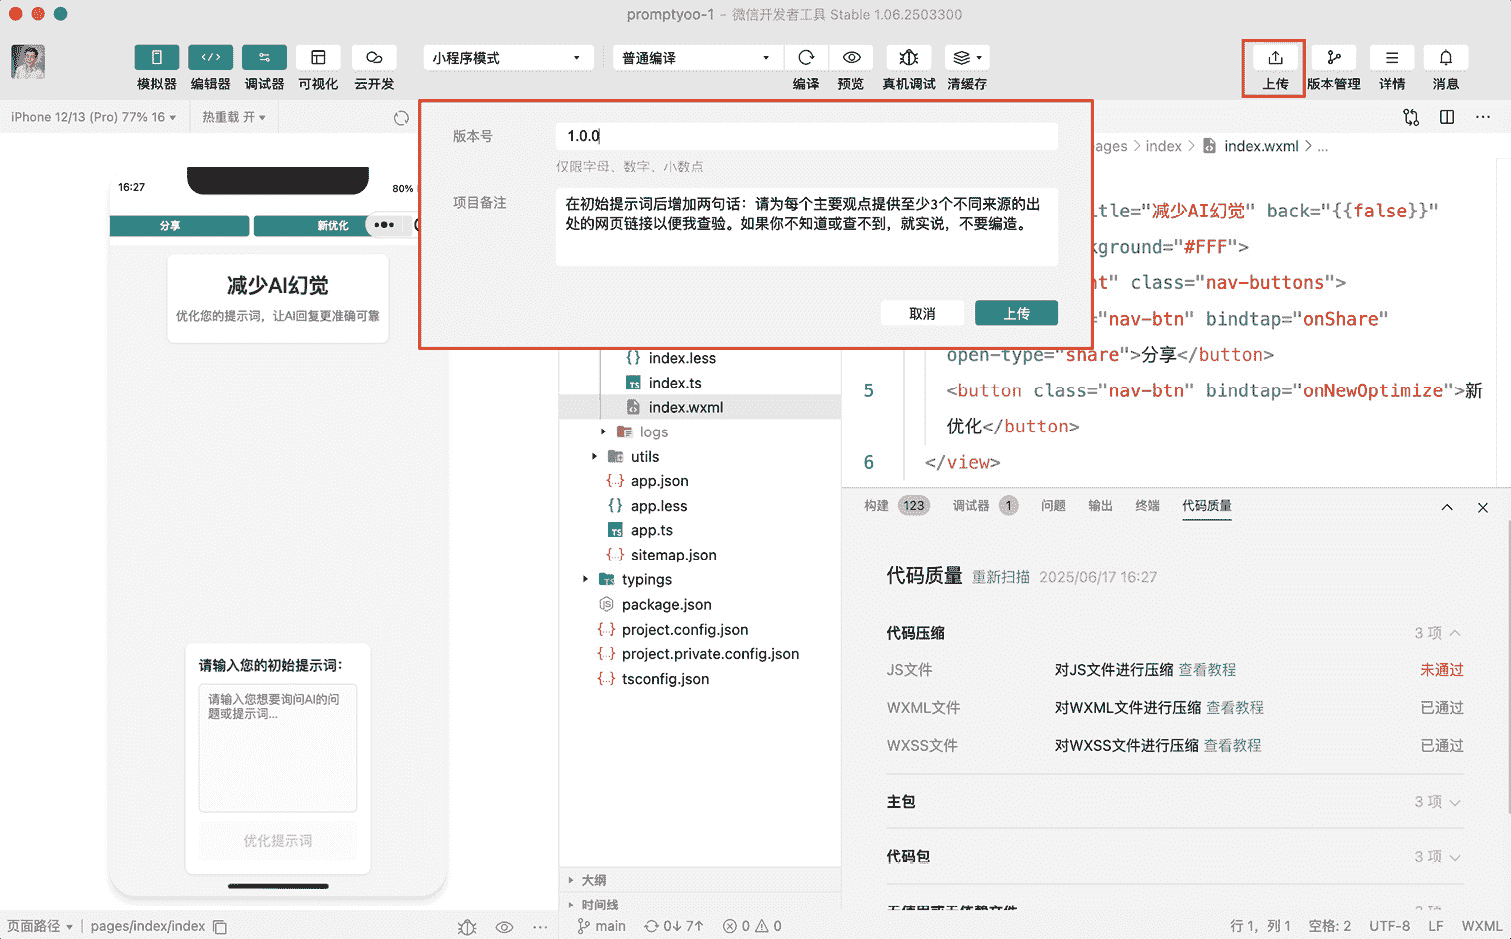 promptyoo-1 – 微信开发者工具 Stable 1.06.2503300
模拟器 编辑器 调试器 可视化 云开发
小程序模式
普通编译
编译 预览 真机调试 清缓存
上传 版本管理 详情 消息
iPhone 12/13 (Pro) 77% 16
热重载 开
版本号
1.0.0
仅限字母、数字、小数点
项目备注
在初始提示词后增加两句话：请为每个主要观点提供至少3个不同来源的出
处的网页链接以便我查验。如果你不知道或查不到，就实说，不要编造。
取消
上传
16:27
80%
分享
新优化
减少AI幻觉
优化您的提示词，让AI回复更准确可靠
请输入您的初始提示词：
请输入您想要询问AI的问
题或提示词...
优化提示词
index.less
index.ts
index.wxml
logs
utils
app.json
app.less
app.ts
sitemap.json
typings
package.json
project.config.json
project.private.config.json
tsconfig.json
大纲
时间线
ages > index > index.wxml > ...
itle="减少AI幻觉" back="{{false}}"
kground="#FFF">
nt" class="nav-buttons">
="nav-btn" bindtap="onShare"
open-type="share">分享</button>
5 <button class="nav-btn" bindtap="onNewOptimize">新
优化</button>
6 </view>
构建 123 调试器 1 问题 输出 终端 代码质量
代码质量 重新扫描 2025/06/17 16:27
代码压缩 3 项
JS文件 对JS文件进行压缩 查看教程 未通过
WXML文件 对WXML文件进行压缩 查看教程 已通过
WXSS文件 对WXSS文件进行压缩 查看教程 已通过
主包 3 项
代码包 3 项
页面路径 | pages/index/index
main 0↓ 7↑ 0 0
行 1，列 1 空格: 2 UTF-8 LF WXML